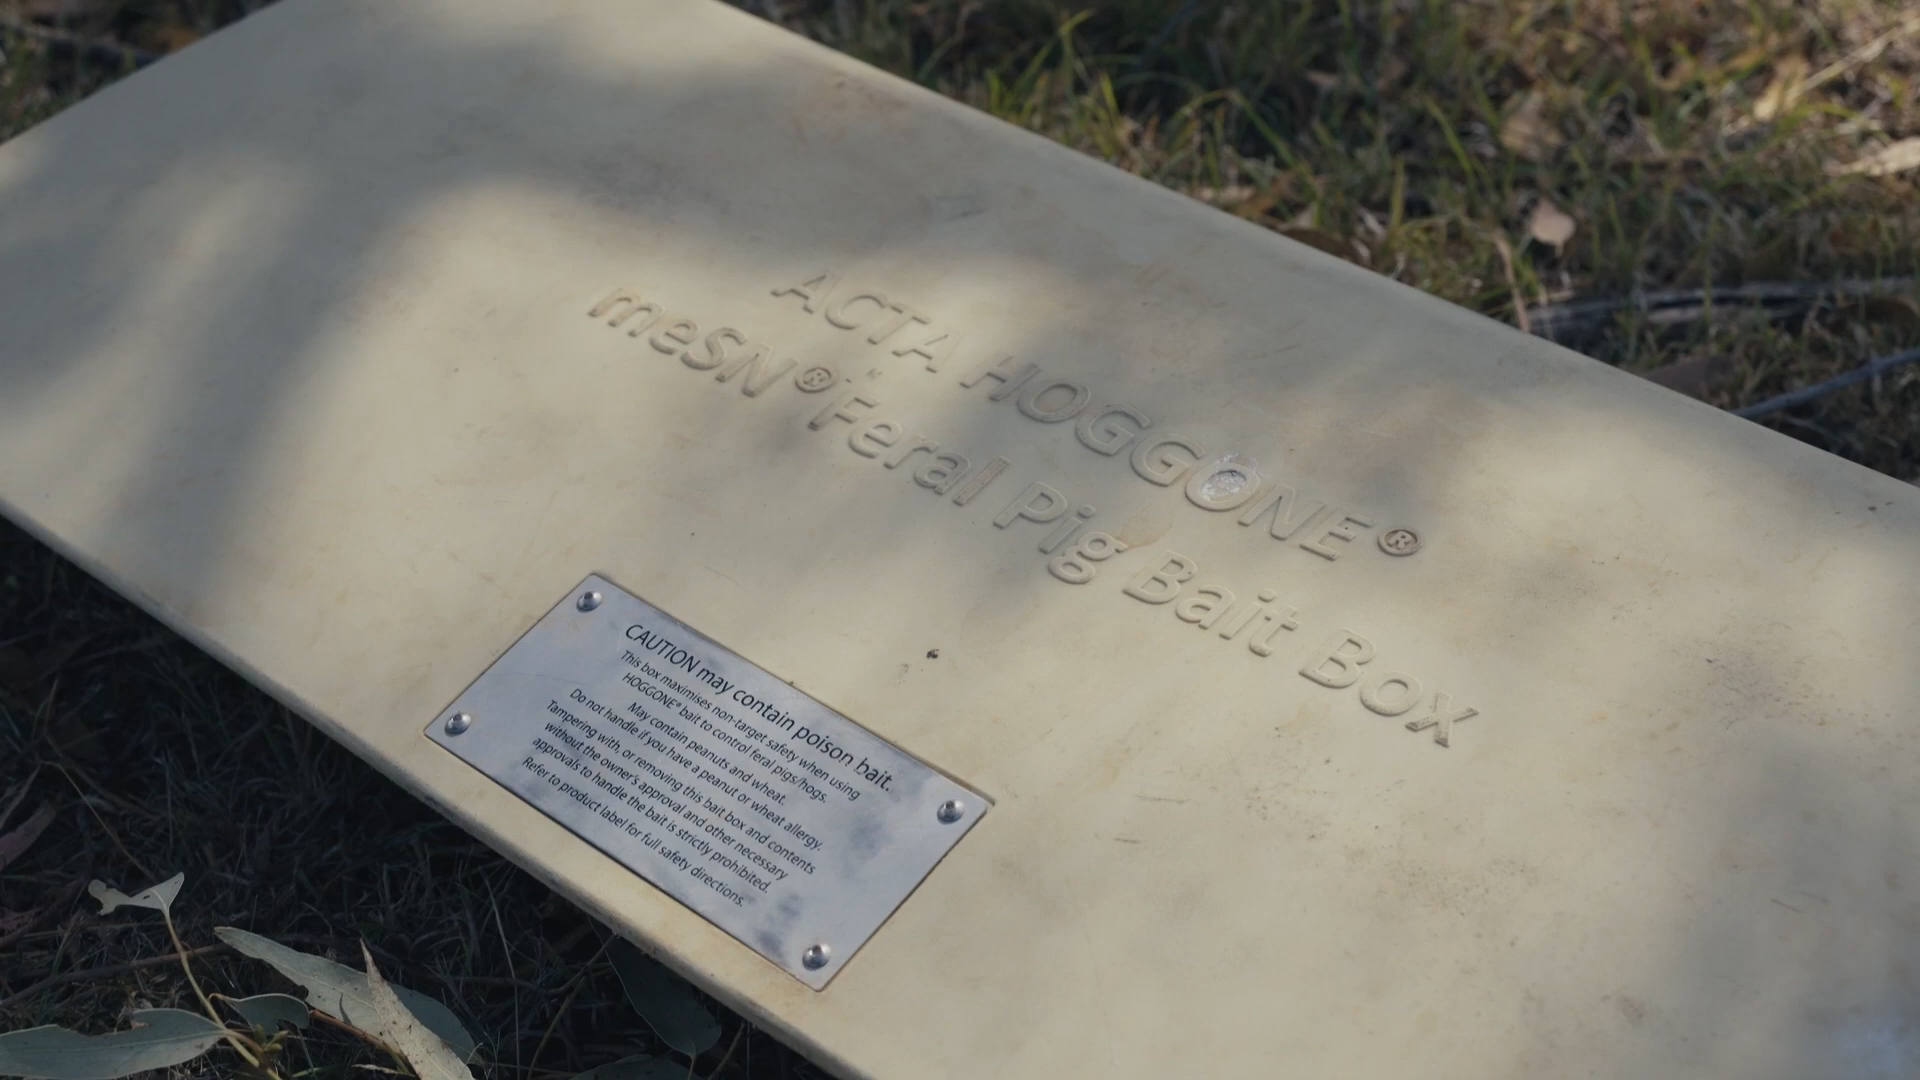 ACTA HOGGONE®
meSN® Feral Pig Bait Box
CAUTION may contain poison bait.
This box maximises non-target safety when using
HOGGONE® bait to control feral pigs/hogs.
May contain peanuts and wheat.
Do not handle if you have a peanut or wheat allergy.
Tampering with, or removing this bait box and contents
without the owner's approval and other necessary
approvals to handle the bait is strictly prohibited.
Refer to product label for full safety directions.